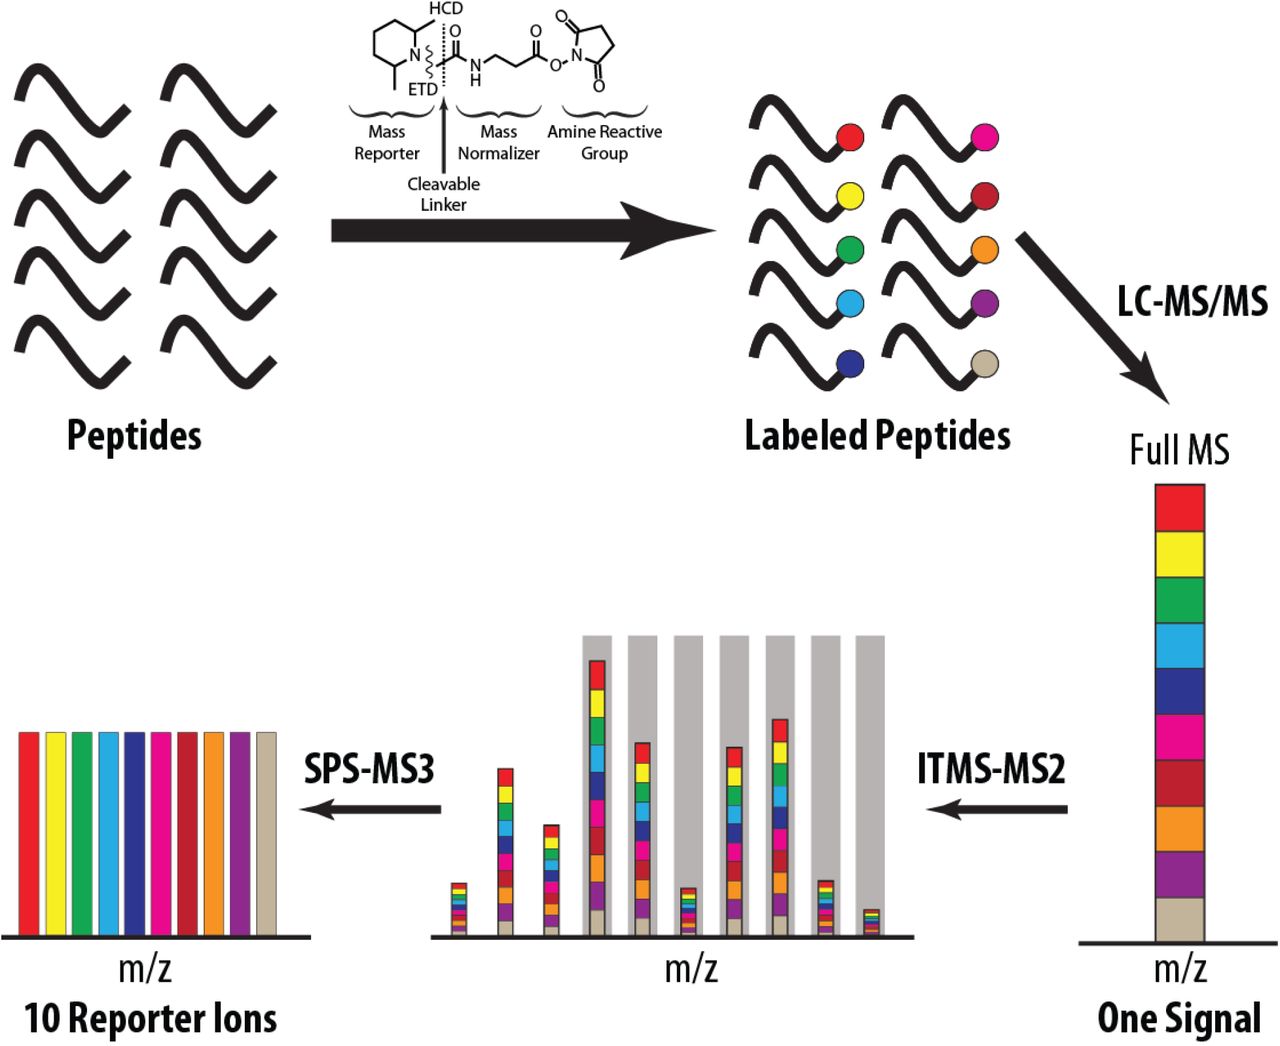 HCD
O
O
O
N
N
H
O
N
O
ETD
Mass
Reporter
Mass
Normalizer
Amine Reactive
Group
Cleavable
Linker
Peptides
Labeled Peptides
LC-MS/MS
Full MS
SPS-MS3
ITMS-MS2
m/z
m/z
m/z
10 Reporter Ions
One Signal